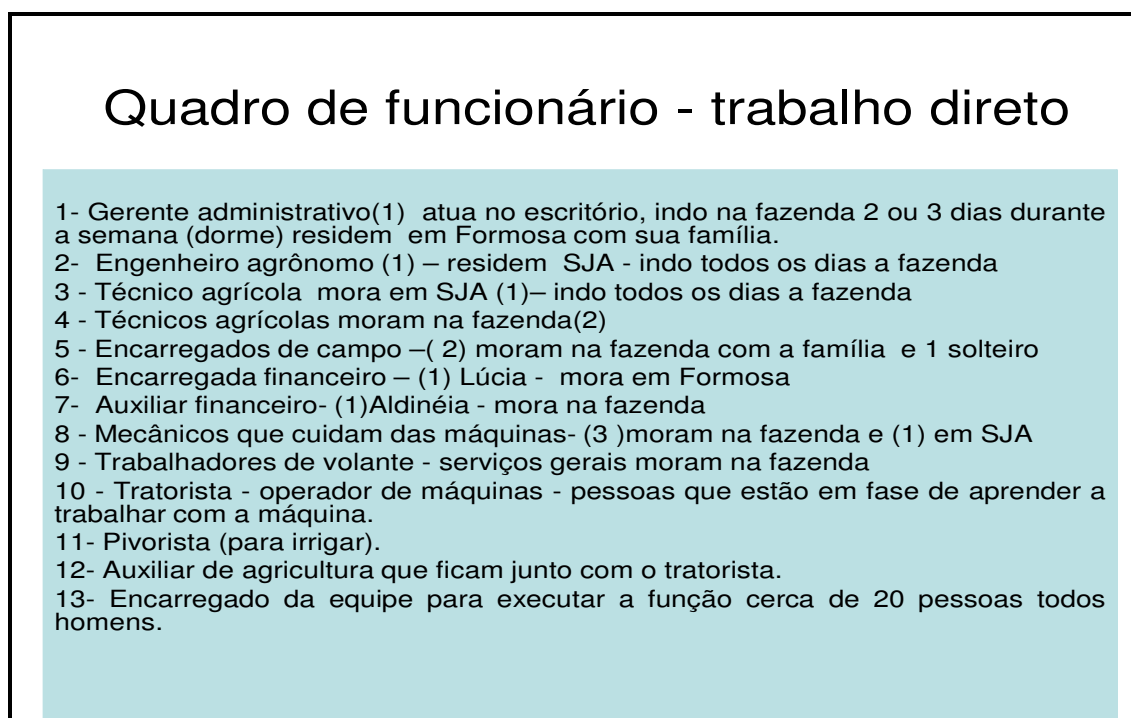 Quadro de funcionário - trabalho direto
1- Gerente administrativo(1) atua no escritório, indo na fazenda 2 ou 3 dias durante
a semana (dorme) residem em Formosa com sua família.
2- Engenheiro agrônomo (1) – residem SJA - indo todos os dias a fazenda
3 - Técnico agrícola mora em SJA (1)– indo todos os dias a fazenda
4 - Técnicos agrícolas moram na fazenda(2)
5 - Encarregados de campo –( 2) moram na fazenda com a família e 1 solteiro
6- Encarregada financeiro – (1) Lúcia - mora em Formosa
7- Auxiliar financeiro- (1)Aldinéia - mora na fazenda
8 - Mecânicos que cuidam das máquinas- (3 )moram na fazenda e (1) em SJA
9 - Trabalhadores de volante - serviços gerais moram na fazenda
10 - Tratorista - operador de máquinas - pessoas que estão em fase de aprender a
trabalhar com a máquina.
11- Pivorista (para irrigar).
12- Auxiliar de agricultura que ficam junto com o tratorista.
13- Encarregado da equipe para executar a função cerca de 20 pessoas todos
homens.